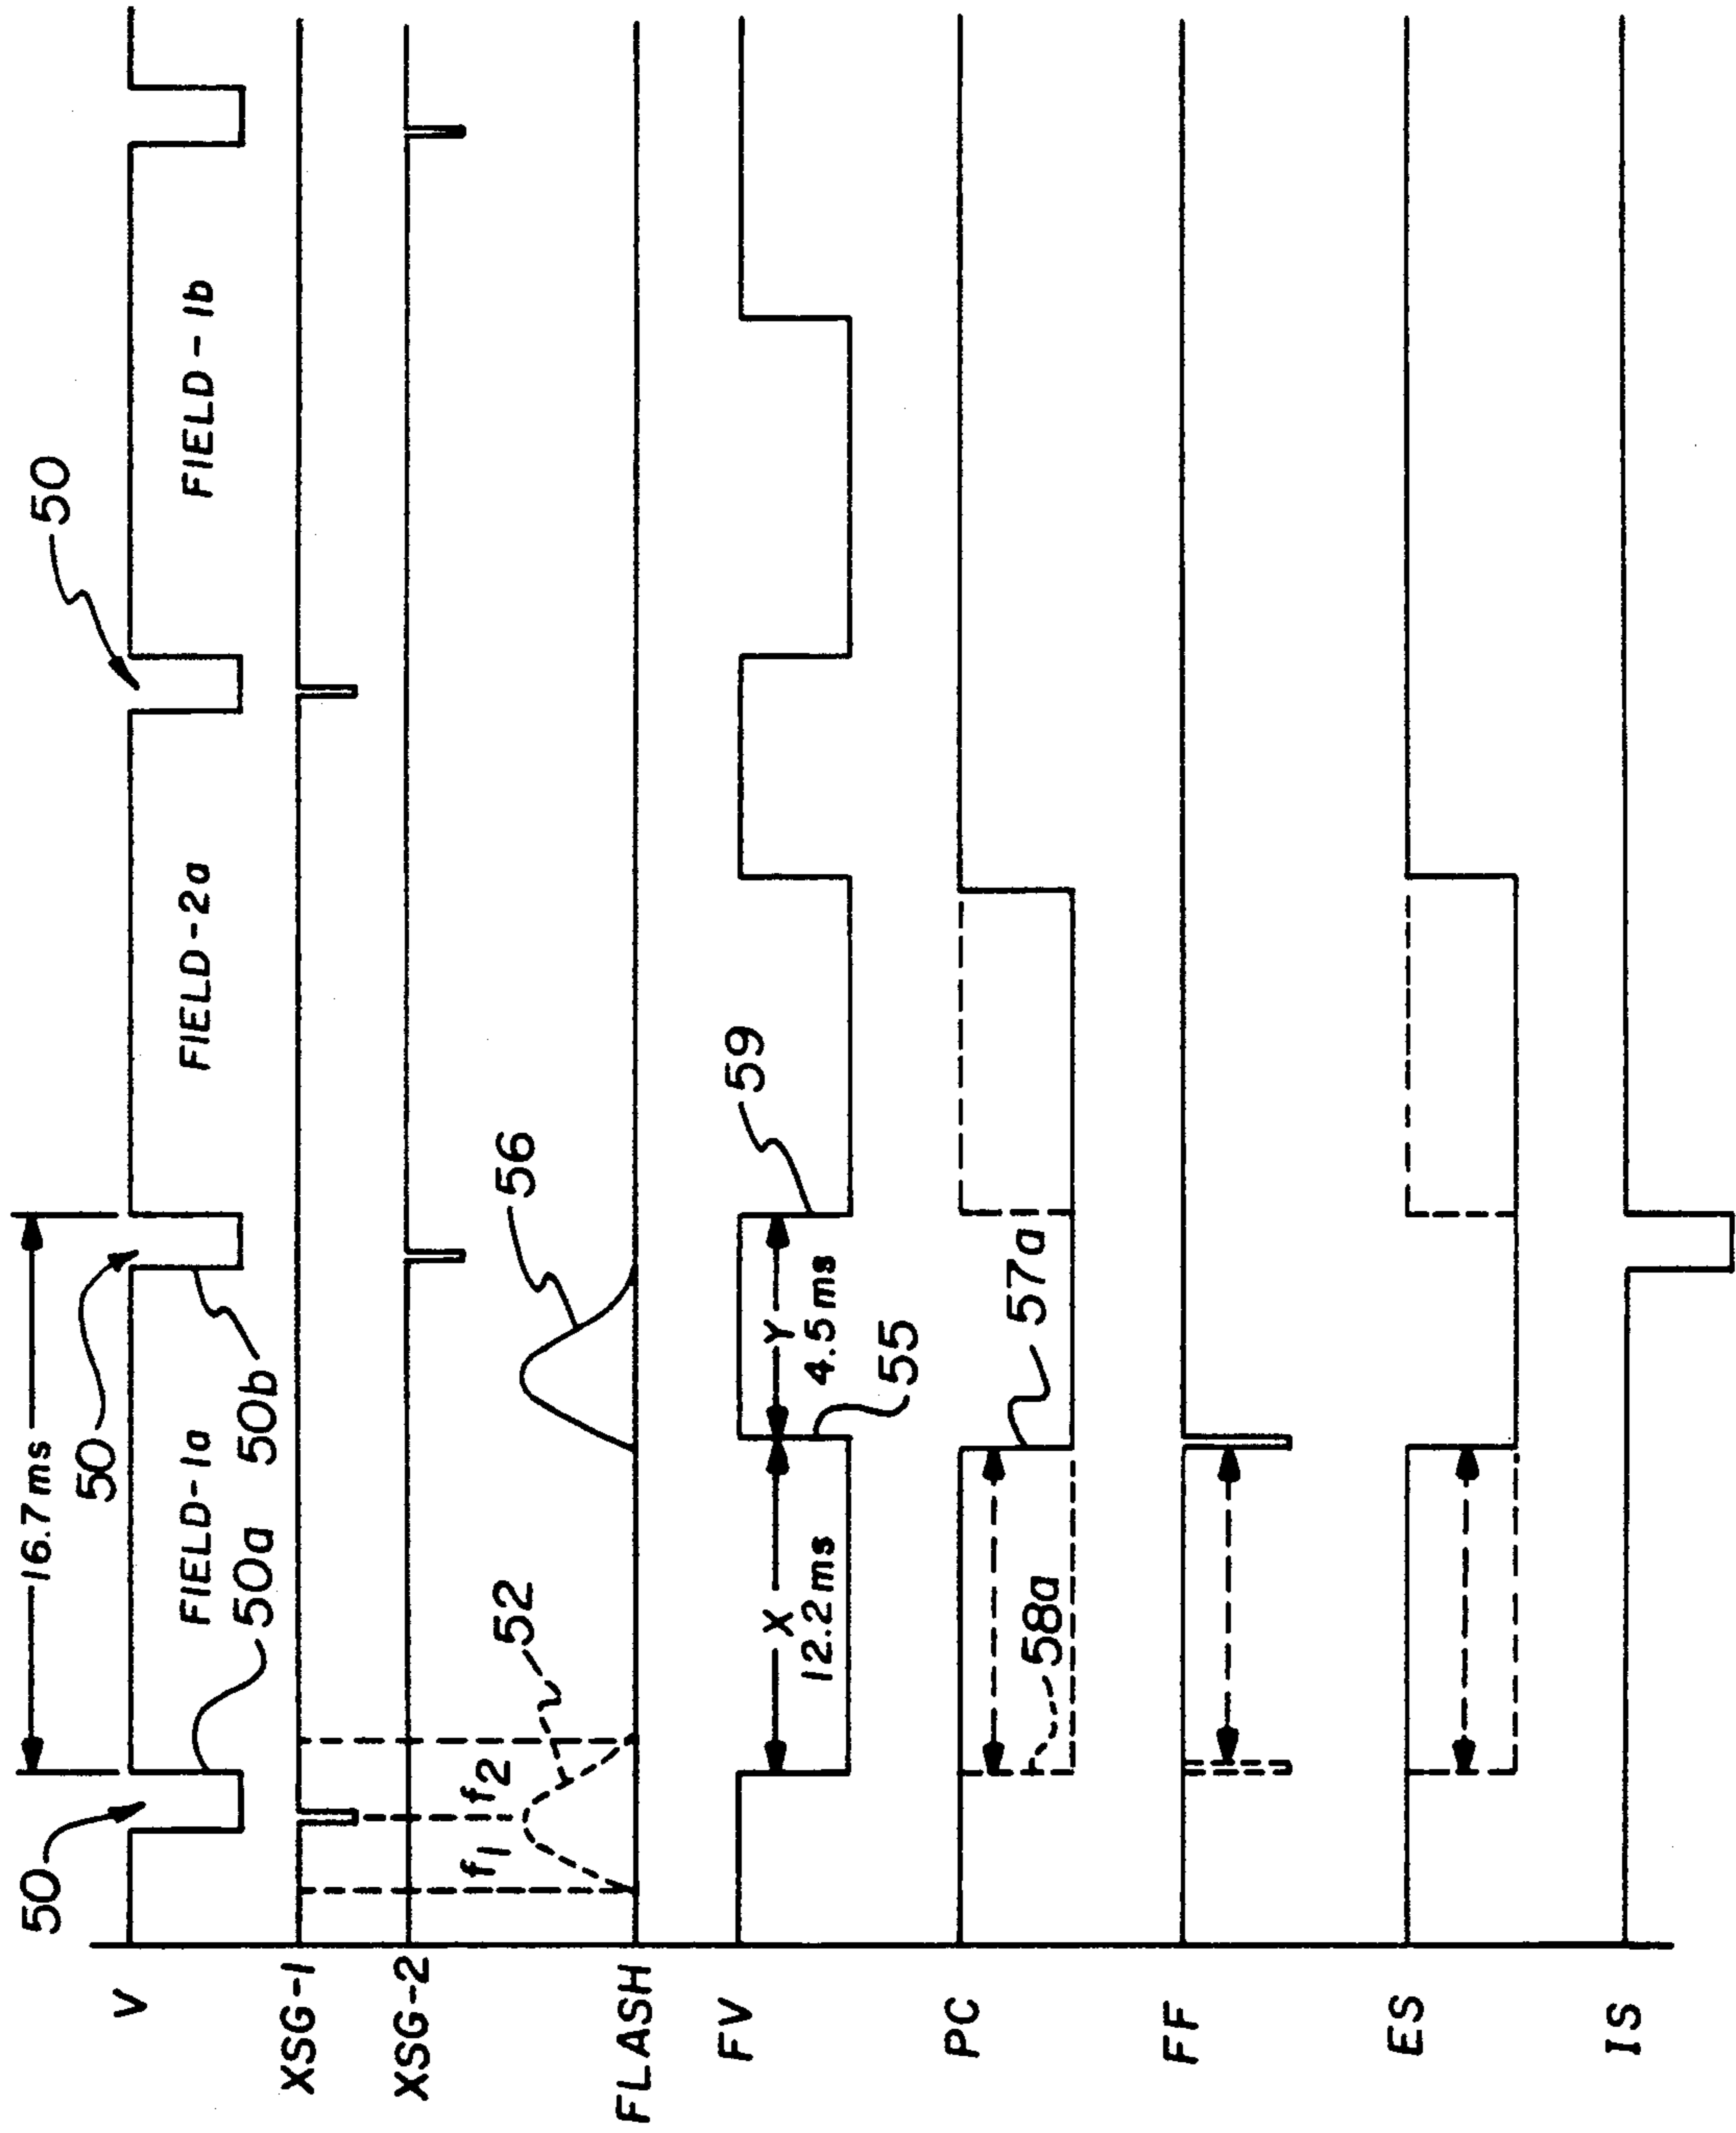 V
50
16.7 ms
50
50
FIELD-1a
FIELD-2a
FIELD-1b
50a
50b
XSG-1
XSG-2
f1
f2
52
56
FLASH
FV
X
12.2 ms
Y
4.5 ms
55
59
PC
58a
57a
FF
ES
IS